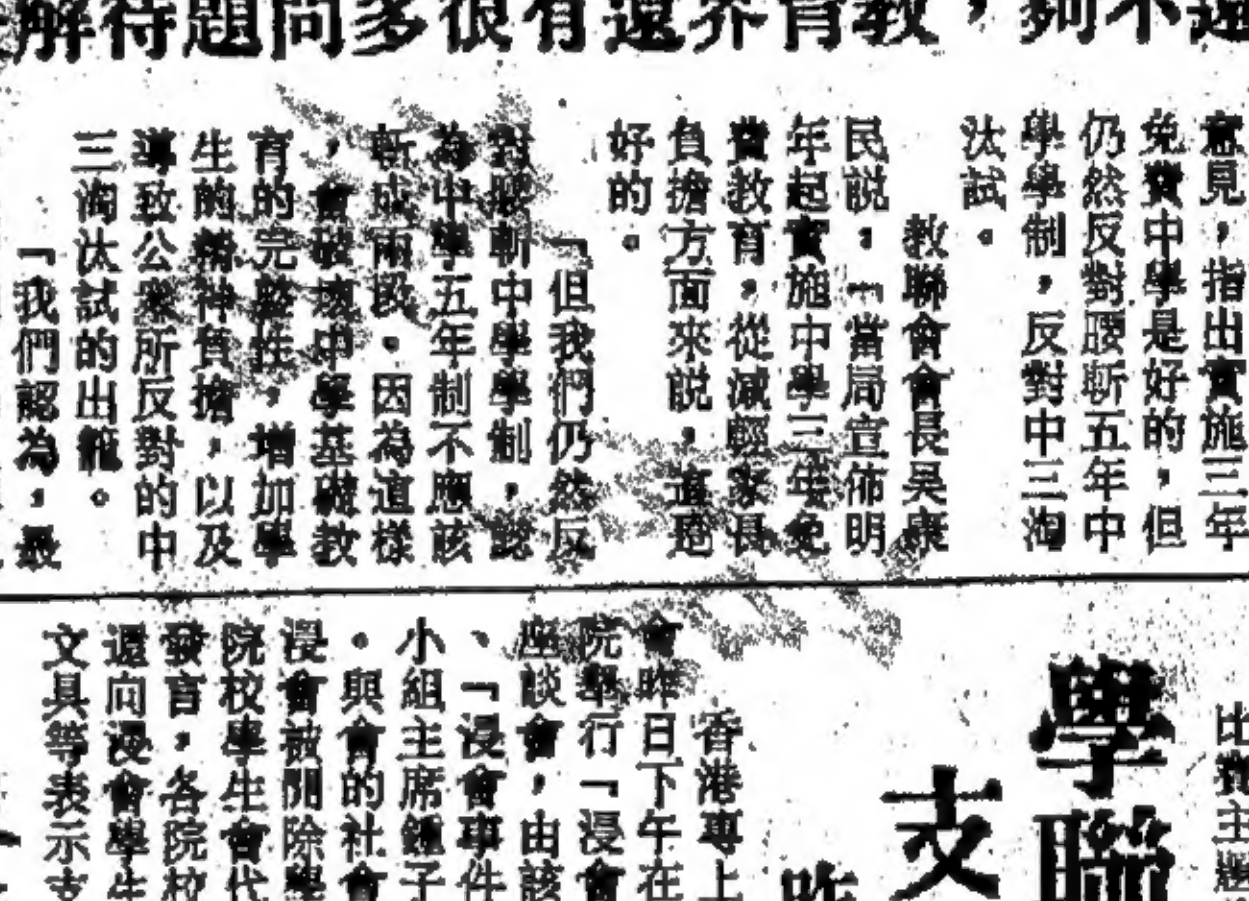 還不夠，教育界還有很多問題待解
意見，指出實施三年
免費中學是好的，但
仍然反對腰斬五年中
學學制，反對中三淘
汰試。
教聯會會長吳康
民説，「當局宣佈明
年起實施中學三年免
費教育，從減輕家長
負擔方面來説，這是
好的。
「但我們仍然反
對腰斬中學學制，認
為中學五年制不應該
斬成兩段。因為這樣
，會破壞中學基礎教
育的完整性，增加學
生的精神負擔，以及
導致公眾所反對的中
三淘汰試的出籠。
「我們認為，最
比賽主題
學聯
支
昨
香港專上
會昨日下午在
院舉行「浸會
座談會，由該
、「浸會事件
小組主席鍾子
。與會的社會
浸會被開除學
院校學生會代
發言，各院校
還向浸會學生
文具等表示支